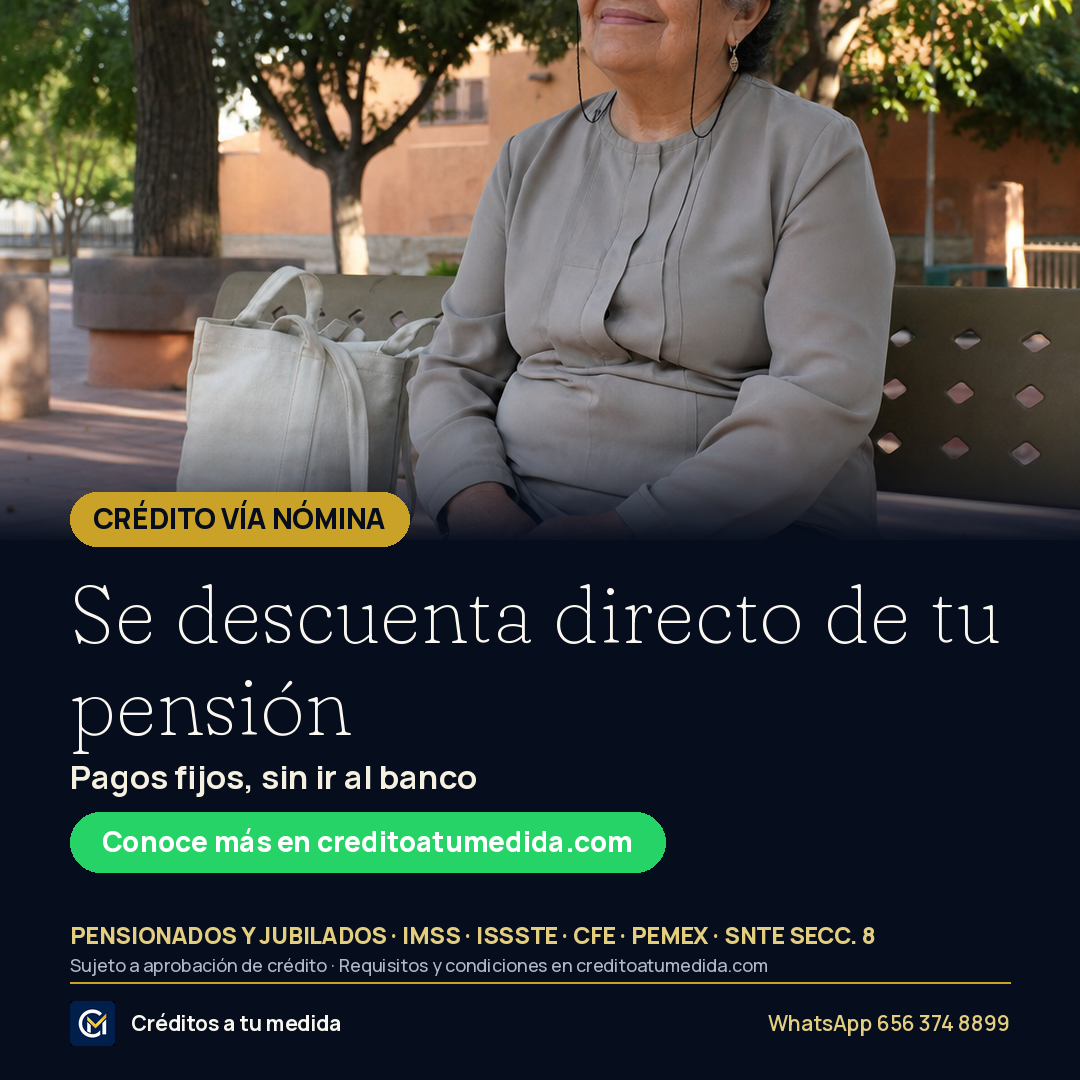 CRÉDITO VÍA NÓMINA
Se descuenta directo de tu
pensión
Pagos fijos, sin ir al banco
Conoce más en creditoatumedida.com
PENSIONADOS Y JUBILADOS · IMSS · ISSSTE · CFE · PEMEX · SNTE SECC. 8
Sujeto a aprobación de crédito · Requisitos y condiciones en creditoatumedida.com
Créditos a tu medida
WhatsApp 656 374 8899